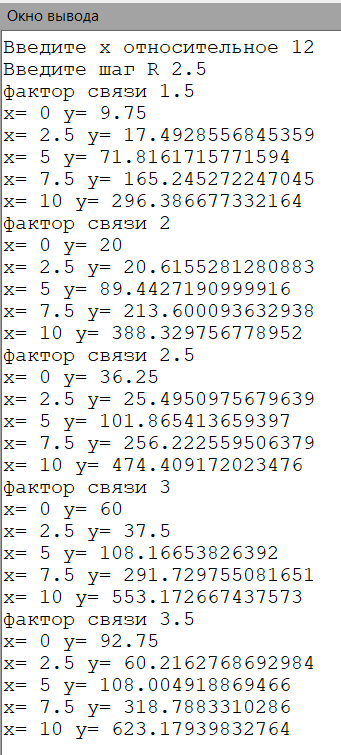 Окно вывода
Введите x относительное 12
Введите шаг R 2.5
фактор связи 1.5
x= 0 y= 9.75
x= 2.5 y= 17.4928556845359
x= 5 y= 71.8161715771594
x= 7.5 y= 165.245272247045
x= 10 y= 296.386677332164
фактор связи 2
x= 0 y= 20
x= 2.5 y= 20.6155281280883
x= 5 y= 89.4427190999916
x= 7.5 y= 213.600093632938
x= 10 y= 388.329756778952
фактор связи 2.5
x= 0 y= 36.25
x= 2.5 y= 25.4950975679639
x= 5 y= 101.865413659397
x= 7.5 y= 256.222559506379
x= 10 y= 474.409172023476
фактор связи 3
x= 0 y= 60
x= 2.5 y= 37.5
x= 5 y= 108.16653826392
x= 7.5 y= 291.729755081651
x= 10 y= 553.172667437573
фактор связи 3.5
x= 0 y= 92.75
x= 2.5 y= 60.2162768692984
x= 5 y= 108.004918869466
x= 7.5 y= 318.7883310286
x= 10 y= 623.17939832764